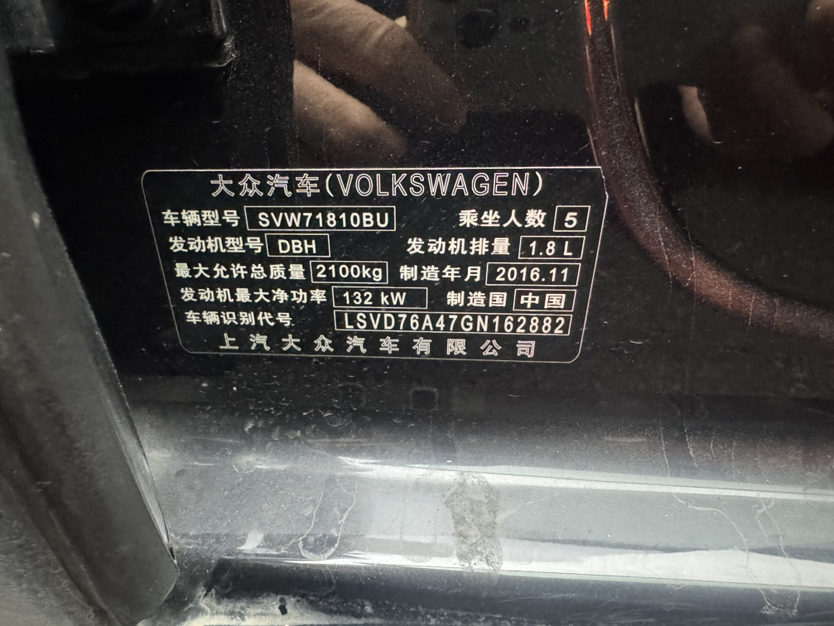 大众汽车(VOLKSWAGEN)
车辆型号 SVW71810BU 乘坐人数 5
发动机型号 DBH 发动机排量 1.8 L
最大允许总质量 2100kg 制造年月 2016.11
发动机最大净功率 132 kW 制造国 中国
车辆识别代号 LSVD76A47GN162882
上汽大众汽车有限公司